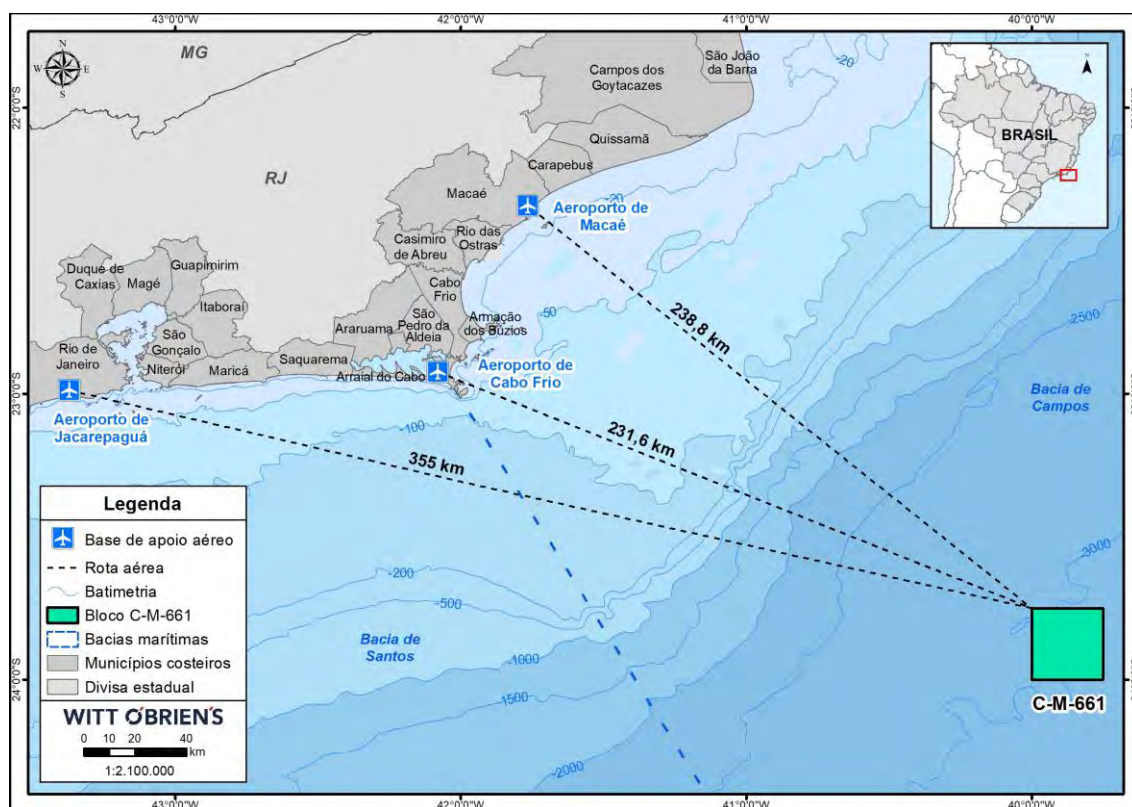 43°0'0"W
42°0'0"W
41°0'0"W
40°0'0"W
N
W
E
S
MG
RJ
São João
da Barra
Campos dos
Goytacazes
Quissamã
Carapebus
Macaé
Aeroporto de
Macaé
Rio das
Ostras
Casimiro
de Abreu
Cabo
Frio
Armação
dos Búzios
São
Pedro da
Aldeia
Araruama
Saquarema
Arraial do Cabo
Aeroporto de
Cabo Frio
Duque de
Caxias
Magé
Guapimirim
Itaboraí
São
Gonçalo
Rio de
Janeiro
Niterói
Maricá
Aeroporto de
Jacarepaguá
22°0'0"S
23°0'0"S
24°0'0"S
BRASIL
-20
-20
-50
-100
-200
-500
-1000
-1500
-2000
-2500
-3000
238,8 km
231,6 km
355 km
Bacia de
Campos
Bacia de
Santos
C-M-661
Legenda
Base de apoio aéreo
Rota aérea
Batimetria
Bloco C-M-661
Bacias marítimas
Municípios costeiros
Divisa estadual
WITT O'BRIEN'S
0 10 20 40
km
1:2.100.000
43°0'0"W
42°0'0"W
41°0'0"W
40°0'0"W